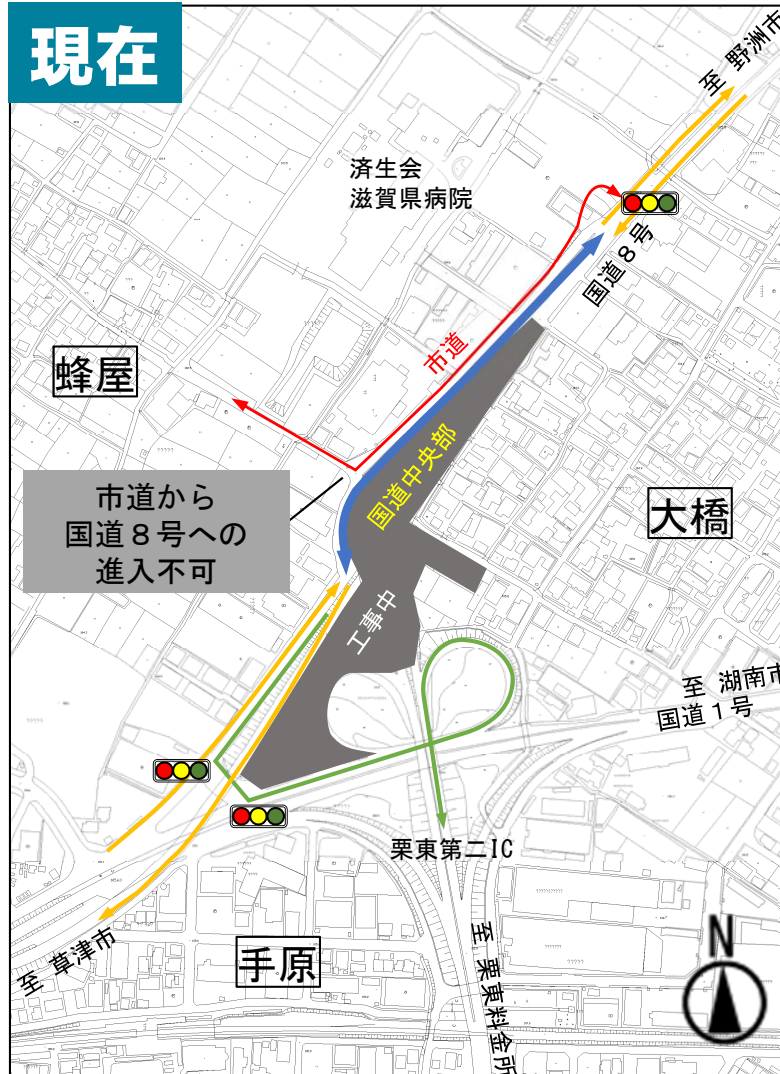 現在
至 野洲市
済生会
滋賀県病院
国道８号
市道
蜂屋
国道中央部
市道から
国道８号への
進入不可
大橋
工事中
至 湖南市
国道１号
栗東第二IC
至 草津市
手原
至 栗東料金所
N